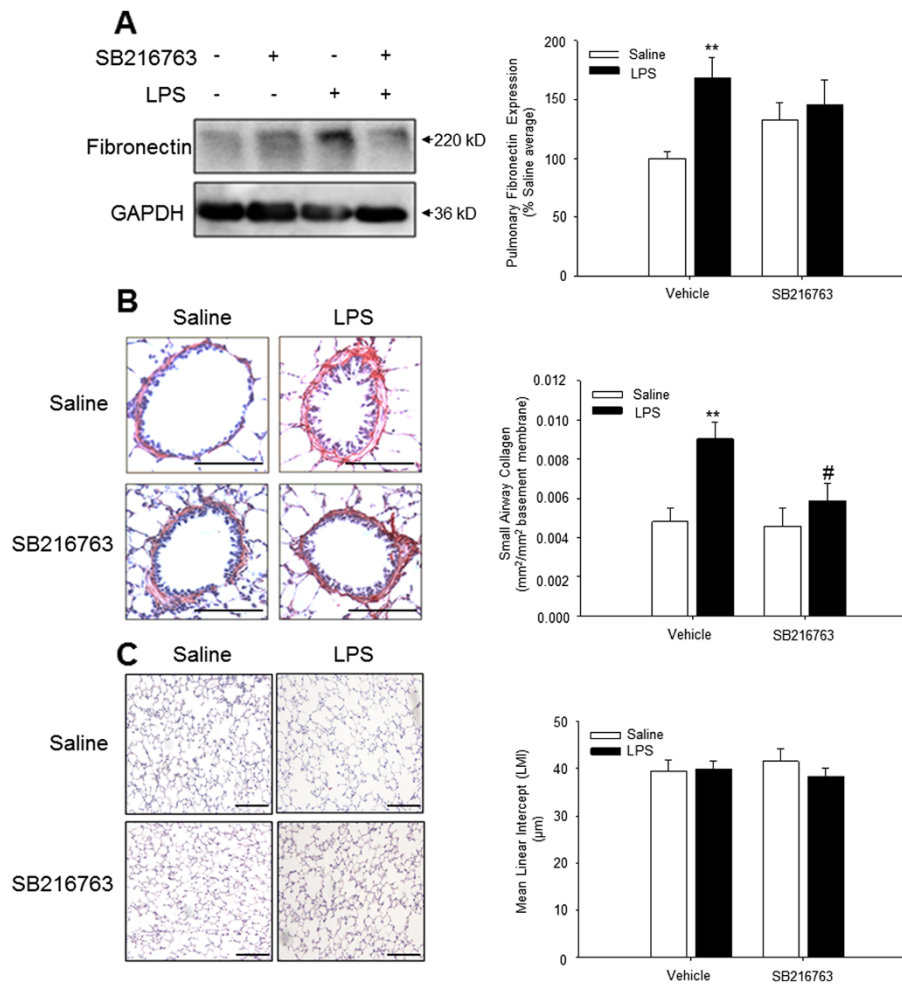 A
SB216763 - + - +
LPS - - + +
Fibronectin
220 kD
GAPDH
36 kD
Pulmonary Fibronectin Expression
(% Saline average)
200
150
100
50
0
Saline
LPS
**
Vehicle
SB216763
B
Saline
LPS
Saline
SB216763
Small Airway Collagen
(mm²/mm² basement membrane)
0.012
0.010
0.008
0.006
0.004
0.002
0.000
Saline
LPS
**
#
Vehicle
SB216763
C
Saline
LPS
Saline
SB216763
Mean Linear Intercept (LMI)
(µm)
50
40
30
20
10
0
Saline
LPS
Vehicle
SB216763